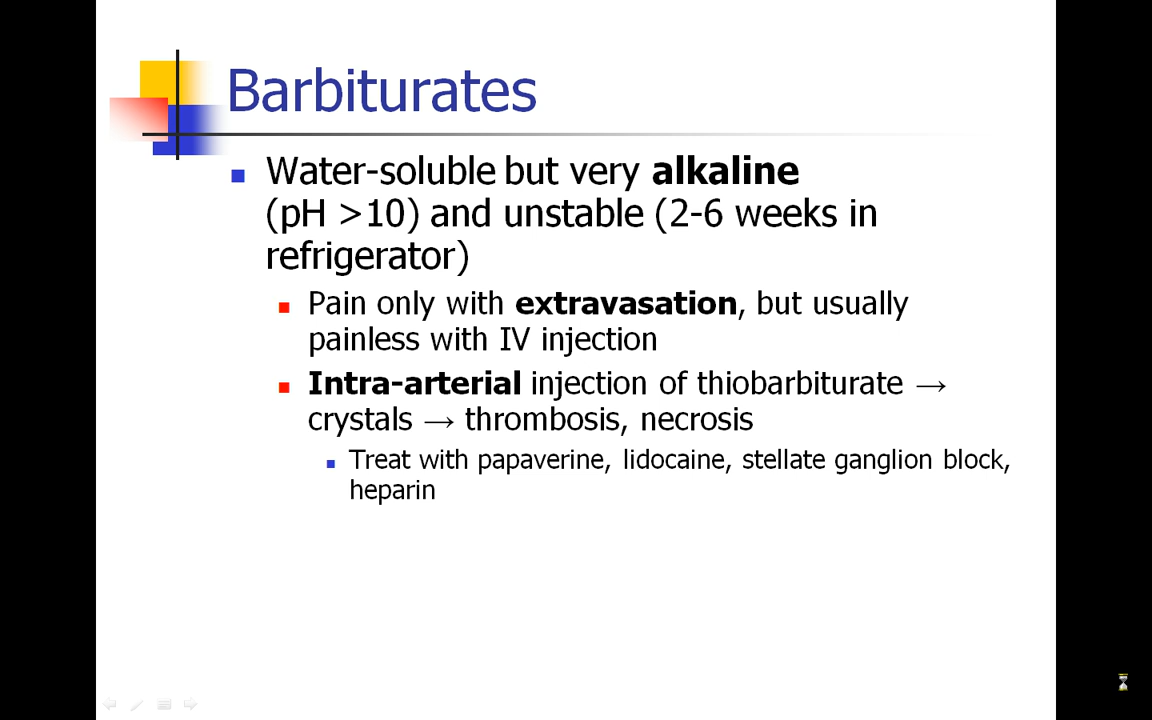 Barbiturates
Water-soluble but very alkaline
(pH >10) and unstable (2-6 weeks in
refrigerator)
Pain only with extravasation, but usually
painless with IV injection
Intra-arterial injection of thiobarbiturate →
crystals → thrombosis, necrosis
Treat with papaverine, lidocaine, stellate ganglion block,
heparin